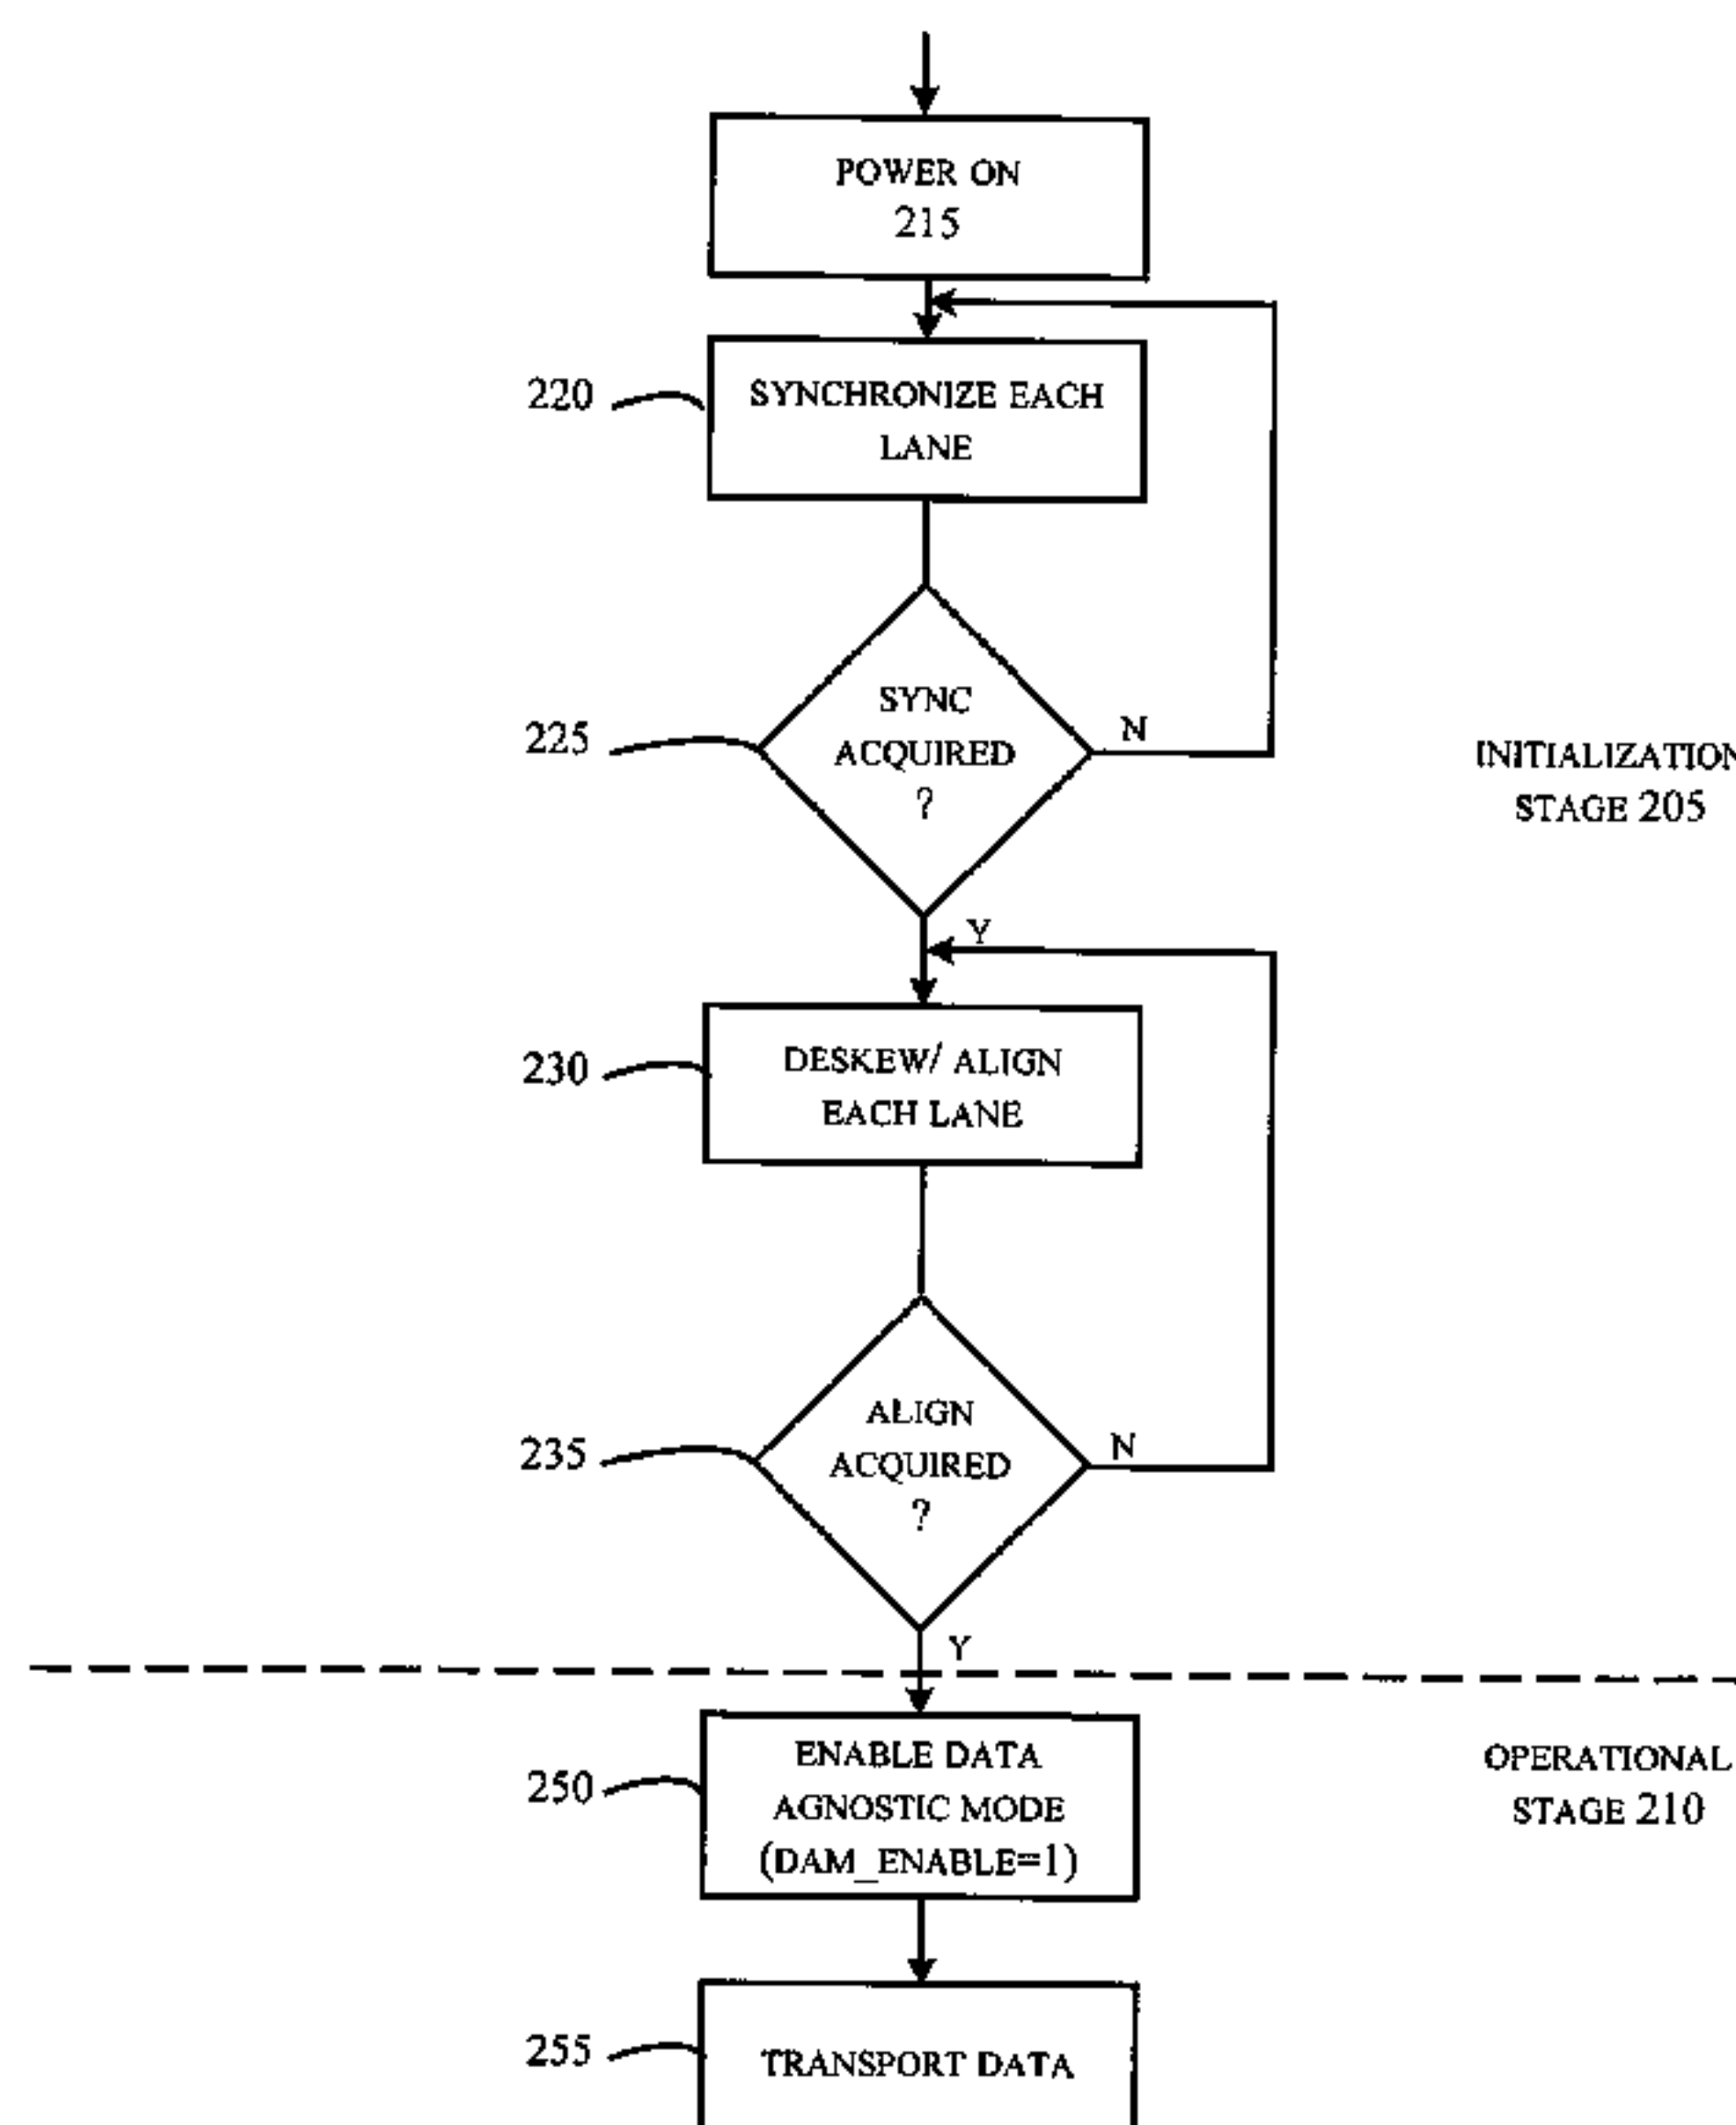 POWER ON
215
220
SYNCHRONIZE EACH
LANE
225
SYNC
ACQUIRED
?
N
INITIALIZATION
STAGE 205
Y
230
DESKEW/ ALIGN
EACH LANE
235
ALIGN
ACQUIRED
?
N
Y
250
ENABLE DATA
AGNOSTIC MODE
(DAM_ENABLE=1)
OPERATIONAL
STAGE 210
255
TRANSPORT DATA